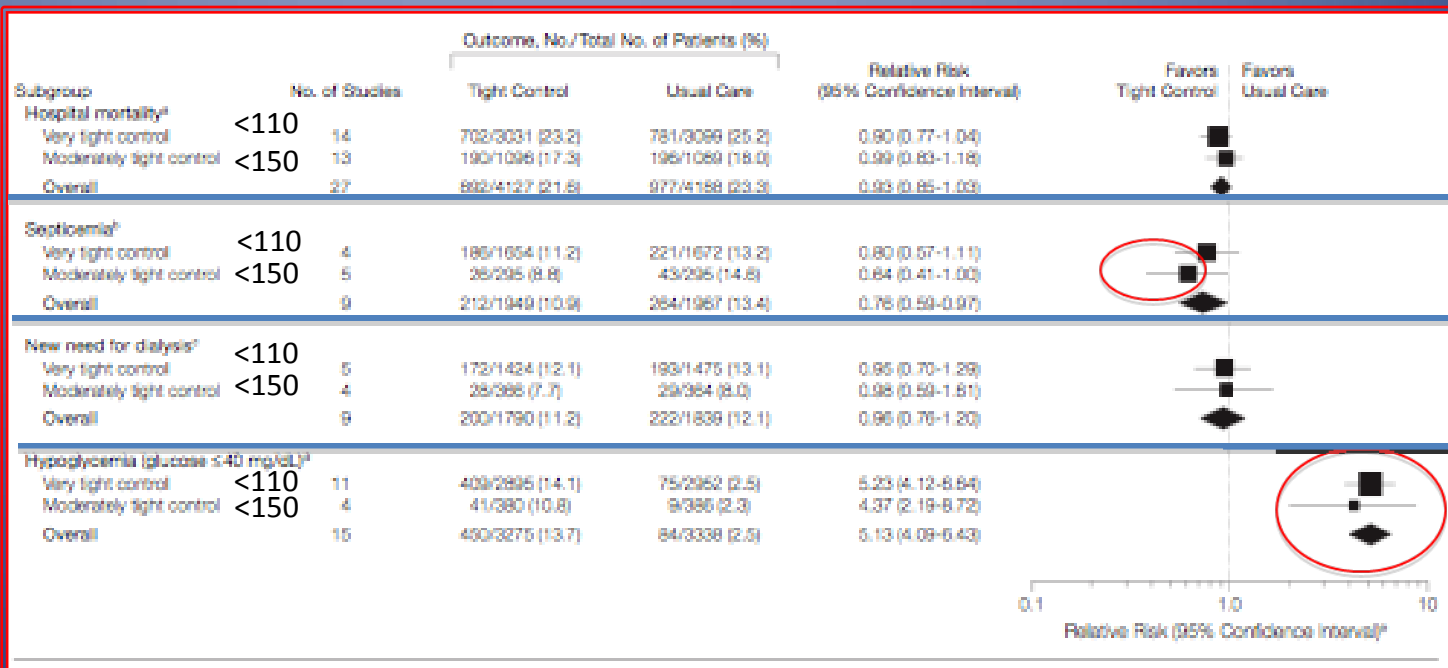 Outcome, No./Total No. of Patients (%)
Subgroup No. of Studies Tight Control Usual Care Relative Risk (95% Confidence Interval) Favors Tight Control Favors Usual Care
Hospital mortalityᵃ
Very tight control <110 14 702/3031 (23.2) 781/3099 (25.2) 0.90 (0.77-1.04)
Moderately tight control <150 13 190/1096 (17.3) 196/1089 (18.0) 0.99 (0.83-1.18)
Overall 27 892/4127 (21.6) 977/4188 (23.3) 0.93 (0.85-1.03)
Septicemiaᵇ
Very tight control <110 4 186/1654 (11.2) 221/1672 (13.2) 0.80 (0.57-1.11)
Moderately tight control <150 5 26/295 (8.8) 43/295 (14.6) 0.64 (0.41-1.00)
Overall 9 212/1949 (10.9) 264/1967 (13.4) 0.76 (0.59-0.97)
New need for dialysisᶜ
Very tight control <110 5 172/1424 (12.1) 193/1475 (13.1) 0.95 (0.70-1.29)
Moderately tight control <150 4 28/366 (7.7) 29/364 (8.0) 0.98 (0.59-1.61)
Overall 9 200/1790 (11.2) 222/1839 (12.1) 0.96 (0.76-1.20)
Hypoglycemia (glucose ≤40 mg/dL)ᵈ
Very tight control <110 11 409/2895 (14.1) 75/2952 (2.5) 5.23 (4.12-6.64)
Moderately tight control <150 4 41/380 (10.8) 9/386 (2.3) 4.37 (2.19-8.72)
Overall 15 450/3275 (13.7) 84/3338 (2.5) 5.13 (4.09-6.43)
0.1 1.0 10
Relative Risk (95% Confidence Interval)ᵉ